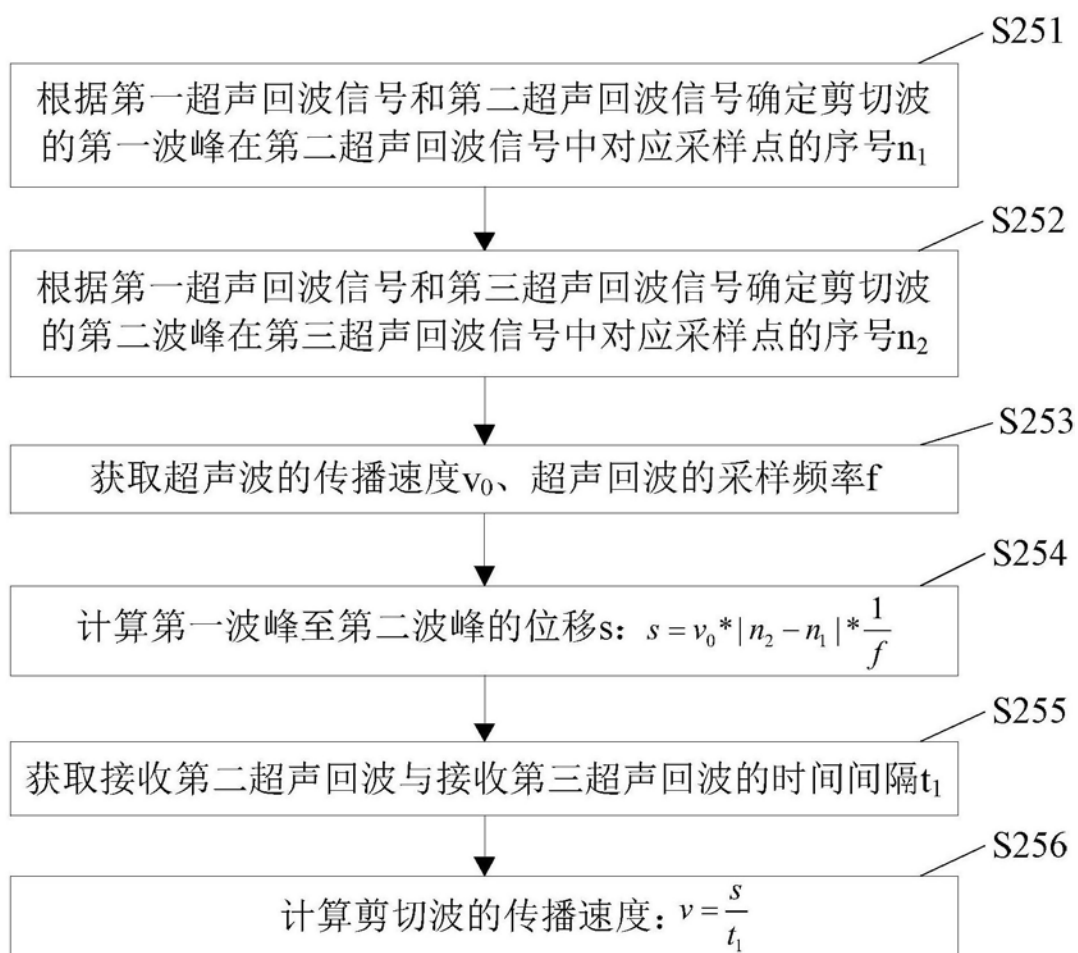 S251
根据第一超声回波信号和第二超声回波信号确定剪切波
的第一波峰在第二超声回波信号中对应采样点的序号n₁
S252
根据第一超声回波信号和第三超声回波信号确定剪切波
的第二波峰在第三超声回波信号中对应采样点的序号n₂
S253
获取超声波的传播速度v₀、超声回波的采样频率f
S254
计算第一波峰至第二波峰的位移s：s = v₀*| n₂ − n₁ |*1/f
S255
获取接收第二超声回波与接收第三超声回波的时间间隔t₁
S256
计算剪切波的传播速度：v = s/t₁